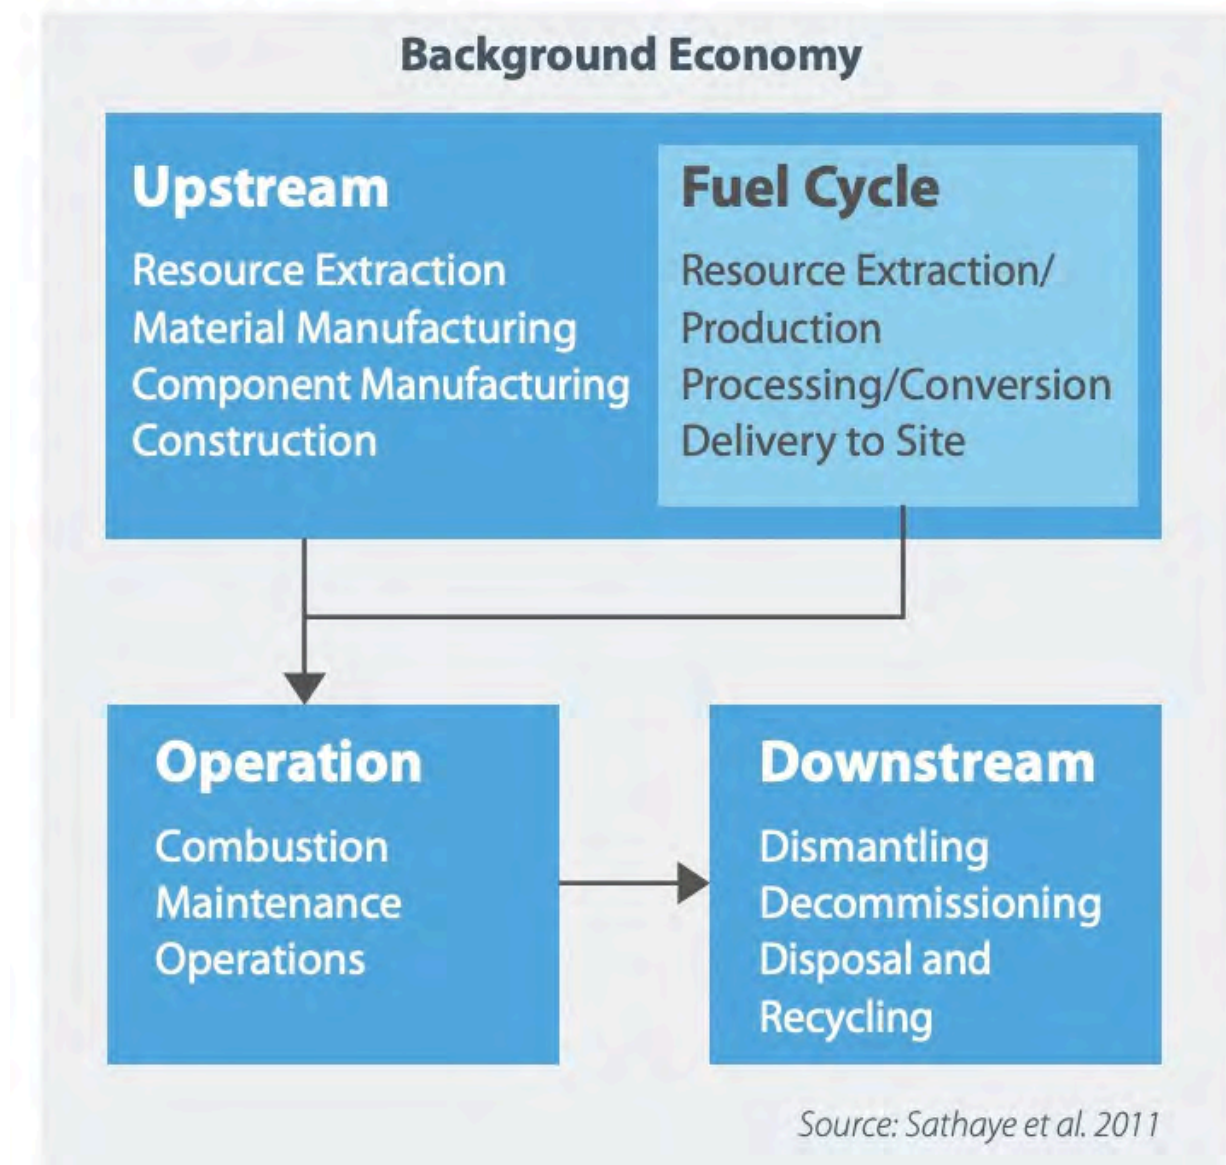 Background Economy
Upstream
Resource Extraction
Material Manufacturing
Component Manufacturing
Construction
Fuel Cycle
Resource Extraction/
Production
Processing/Conversion
Delivery to Site
Operation
Combustion
Maintenance
Operations
Downstream
Dismantling
Decommissioning
Disposal and
Recycling
Source: Sathaye et al. 2011